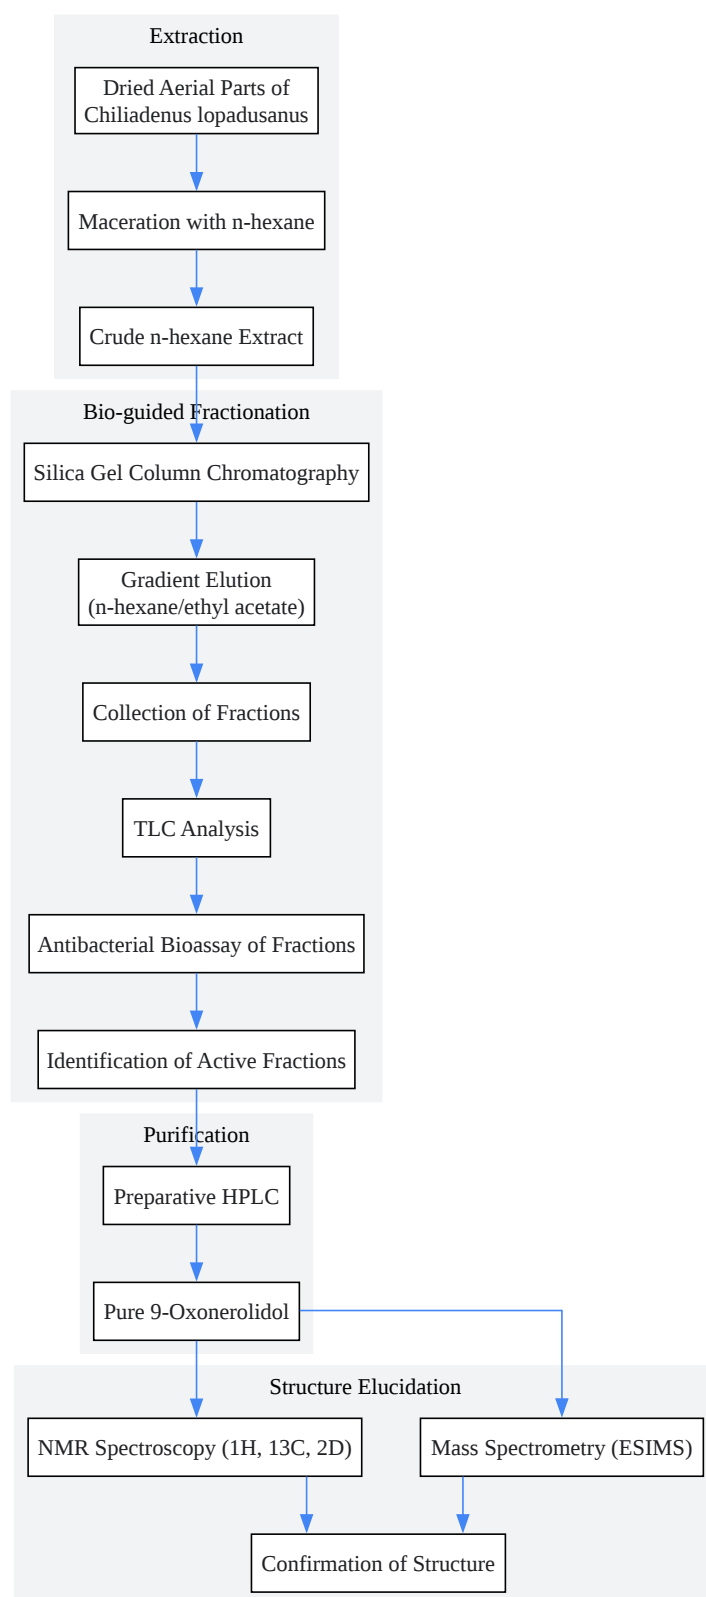 Extraction
Dried Aerial Parts of
Chiliadenus lopadusanus
Maceration with n-hexane
Crude n-hexane Extract
Bio-guided Fractionation
Silica Gel Column Chromatography
Gradient Elution
(n-hexane/ethyl acetate)
Collection of Fractions
TLC Analysis
Antibacterial Bioassay of Fractions
Identification of Active Fractions
Purification
Preparative HPLC
Pure 9-Oxonerolidol
Structure Elucidation
NMR Spectroscopy (1H, 13C, 2D)
Mass Spectrometry (ESIMS)
Confirmation of Structure